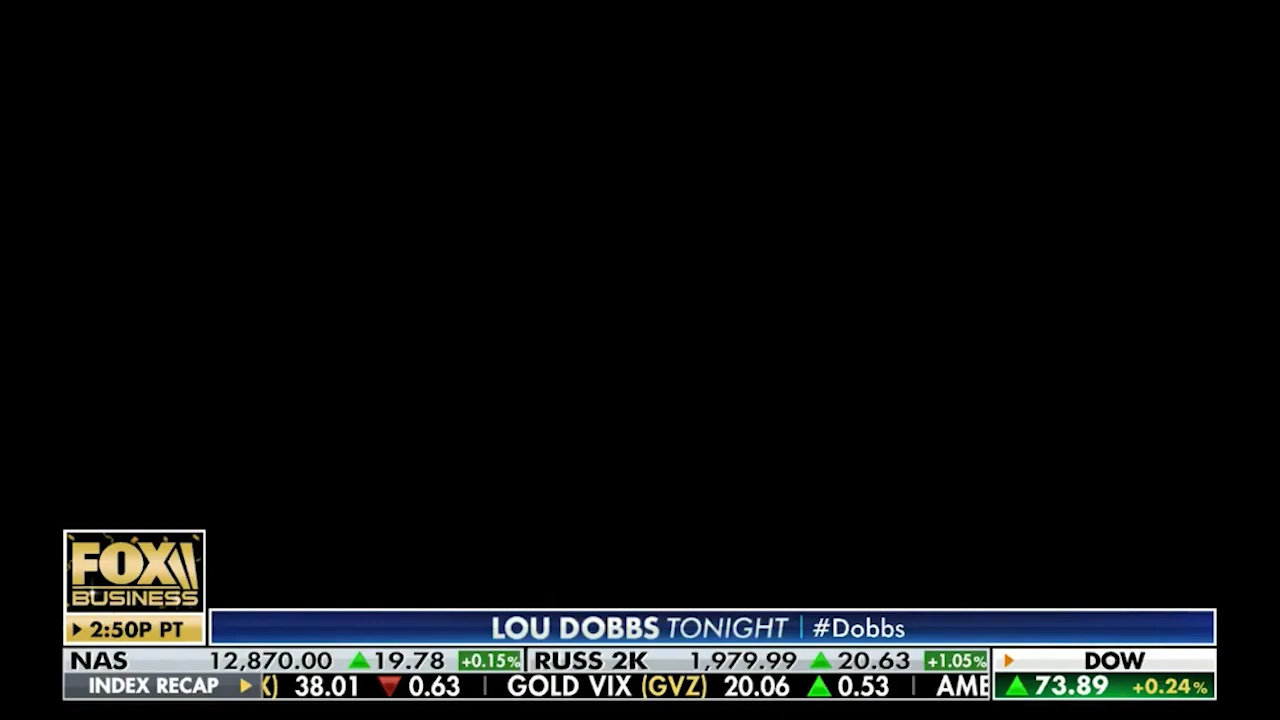 FOX
BUSINESS
2:50P PT
LOU DOBBS TONIGHT | #Dobbs
NAS 12,870.00 ▲19.78 +0.15% RUSS 2K 1,979.99 ▲ 20.63 +1.05% DOW
INDEX RECAP X) 38.01 ▼ 0.63 | GOLD VIX (GVZ) 20.06 ▲ 0.53 | AME ▲ 73.89 +0.24%